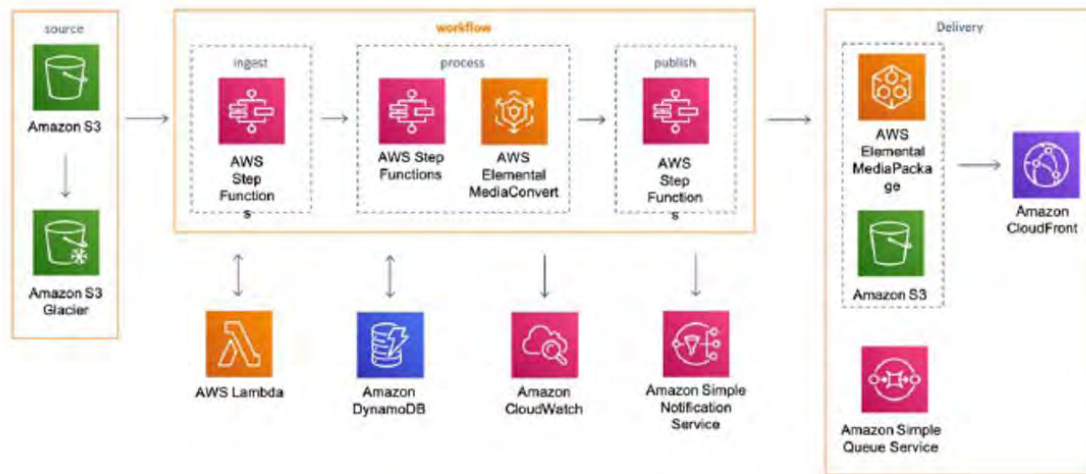 source
Amazon S3
Amazon S3
Glacier
workflow
ingest
AWS
Step
Function
s
process
AWS Step
Functions
AWS
Elemental
MediaConvert
publish
AWS
Step
Function
s
AWS Lambda
Amazon
DynamoDB
Amazon
CloudWatch
Amazon Simple
Notification
Service
Delivery
AWS
Elemental
MediaPacka
ge
Amazon S3
Amazon
CloudFront
Amazon Simple
Queue Service